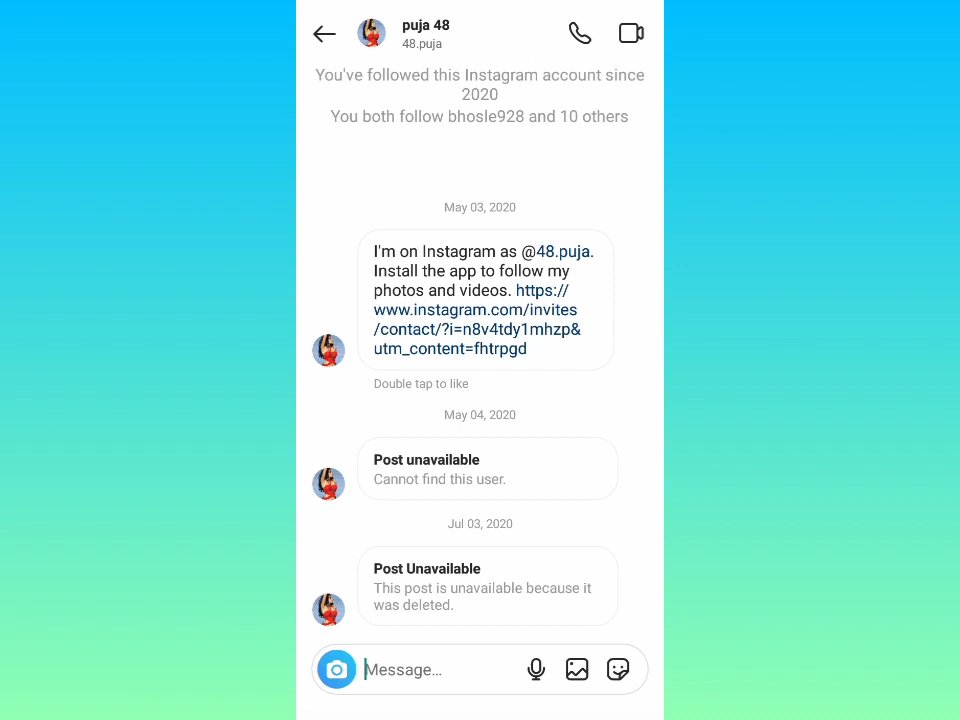 puja 48
48.puja
You've followed this Instagram account since
2020
You both follow bhosle928 and 10 others
May 03, 2020
I'm on Instagram as @48.puja.
Install the app to follow my
photos and videos. https://
www.instagram.com/invites
/contact/?i=n8v4tdy1mhzp&
utm_content=fhtrpgd
Double tap to like
May 04, 2020
Post unavailable
Cannot find this user.
Jul 03, 2020
Post Unavailable
This post is unavailable because it
was deleted.
Message…